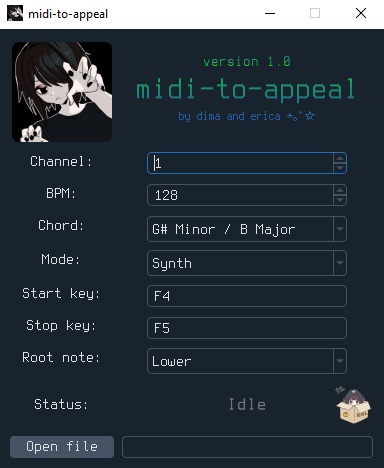 midi-to-appeal
version 1.0
midi-to-appeal
by dima and erica *ₒ°☆
Channel: 1
BPM: 128
Chord: G# Minor / B Major
Mode: Synth
Start key: F4
Stop key: F5
Root note: Lower
Status: Idle
Open file